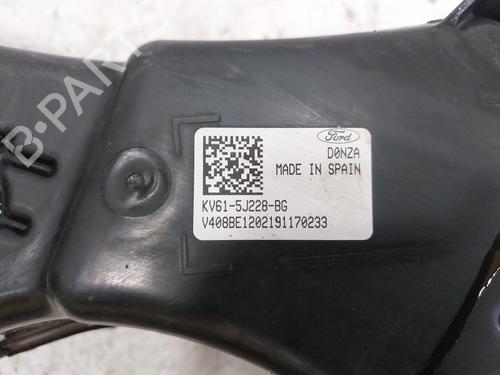 B-PARTS
Ford
D0NZA
MADE IN SPAIN
KV61-5J228-BG
V408BE1202191170233